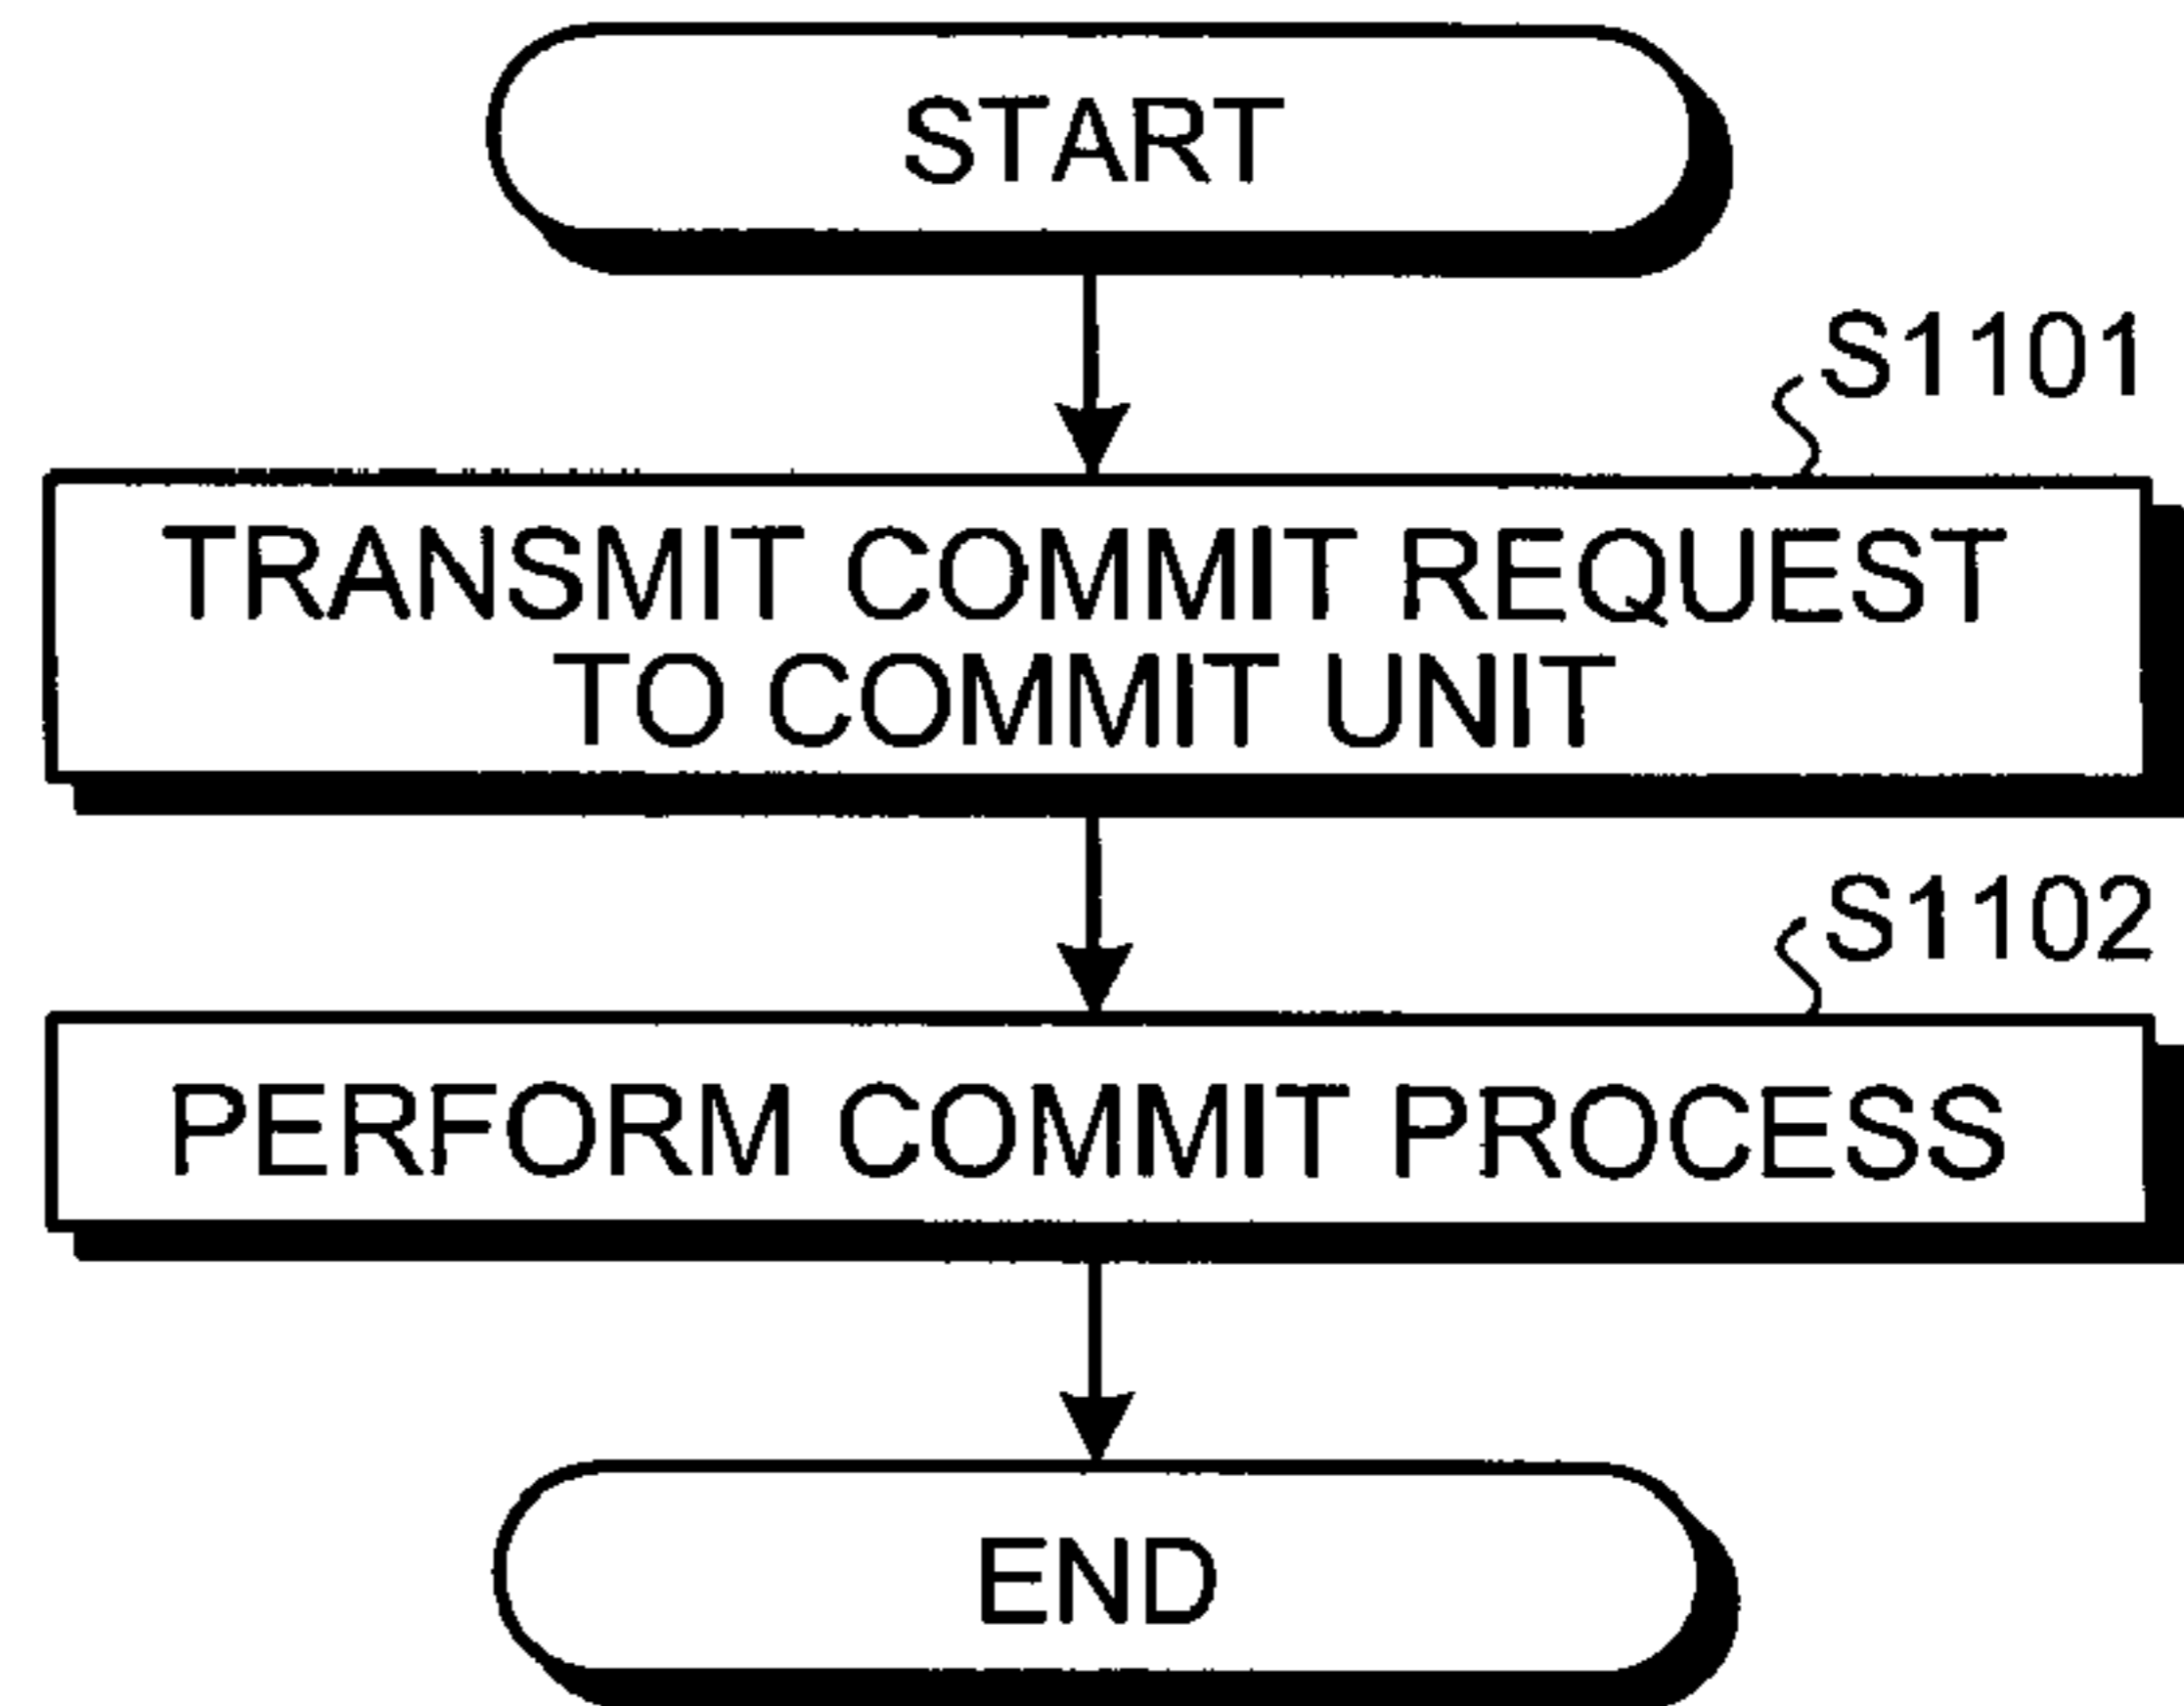 START
S1101
TRANSMIT COMMIT REQUEST
TO COMMIT UNIT
S1102
PERFORM COMMIT PROCESS
END